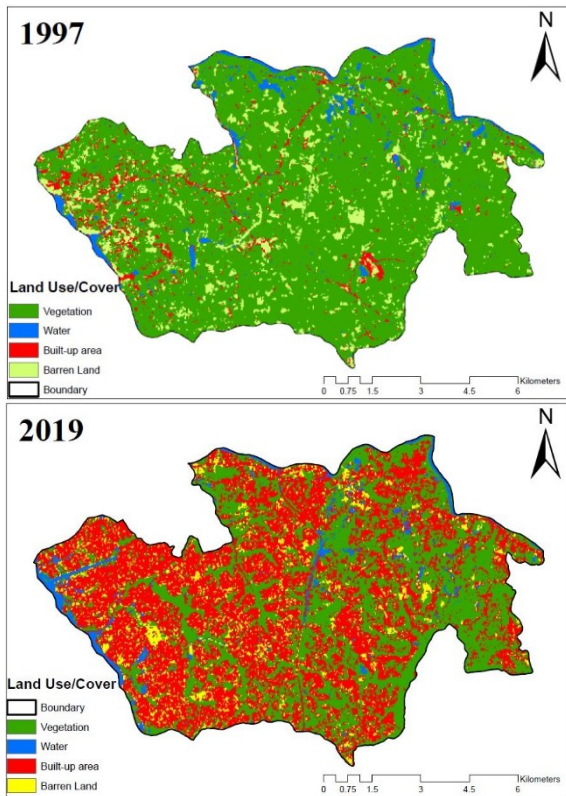 1997
N
Land Use/Cover
Vegetation
Water
Built-up area
Barren Land
Boundary
Kilometers
0 0.75 1.5 3 4.5 6
2019
N
Land Use/Cover
Boundary
Vegetation
Water
Built-up area
Barren Land
Kilometers
0 0.75 1.5 3 4.5 6